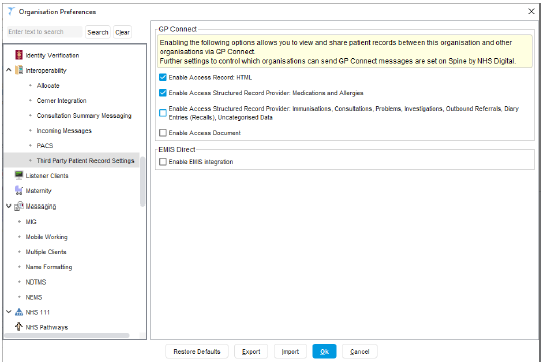 Organisation Preferences
Enter text to search Search Clear
Identity Verification
Interoperability
Allocate
Cerner Integration
Consultation Summary Messaging
Incoming Messages
PACS
Third Party Patient Record Settings
Listener Clients
Maternity
Messaging
MIG
Mobile Working
Multiple Clients
Name Formatting
NDTMS
NEMS
NHS 111
NHS Pathways
GP Connect
Enabling the following options allows you to view and share patient records between this organisation and other
organisations via GP Connect.
Further settings to control which organisations can send GP Connect messages are set on Spine by NHS Digital.
Enable Access Record: HTML
Enable Access Structured Record Provider: Medications and Allergies
Enable Access Structured Record Provider: Immunisations, Consultations, Problems, Investigations, Outbound Referrals, Diary
Entries (Recalls), Uncategorised Data
Enable Access Document
EMIS Direct
Enable EMIS integration
Restore Defaults Export Import Ok Cancel